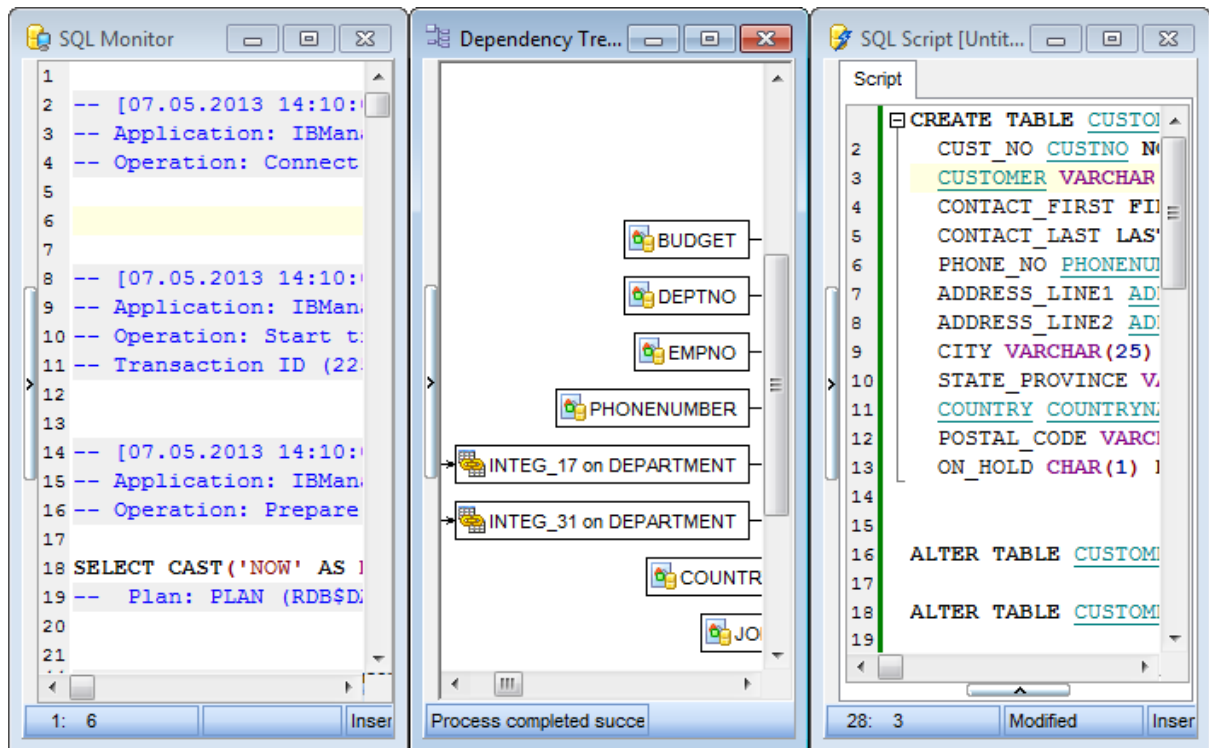 SQL Monitor
1
2 -- [07.05.2013 14:10:
3 -- Application: IBMan
4 -- Operation: Connect
5
6
7
8 -- [07.05.2013 14:10:
9 -- Application: IBMan
10 -- Operation: Start t
11 -- Transaction ID (22
12
13
14 -- [07.05.2013 14:10:
15 -- Application: IBMan
16 -- Operation: Prepare
17
18 SELECT CAST('NOW' AS
19 -- Plan: PLAN (RDB$D
20
21
1: 6 Inser
Dependency Tre...
BUDGET
DEPTNO
EMPNO
PHONENUMBER
INTEG_17 on DEPARTMENT
INTEG_31 on DEPARTMENT
COUNTR
JO
Process completed succe
SQL Script [Untit...
Script
CREATE TABLE CUSTO
2 CUST_NO CUSTNO N
3 CUSTOMER VARCHAR
4 CONTACT_FIRST FI
5 CONTACT_LAST LAS
6 PHONE_NO PHONENU
7 ADDRESS_LINE1 AD
8 ADDRESS_LINE2 AD
9 CITY VARCHAR(25)
10 STATE_PROVINCE V
11 COUNTRY COUNTRYN
12 POSTAL_CODE VARC
13 ON_HOLD CHAR(1)
14
15
16 ALTER TABLE CUSTOM
17
18 ALTER TABLE CUSTOM
19
28: 3 Modified Inser